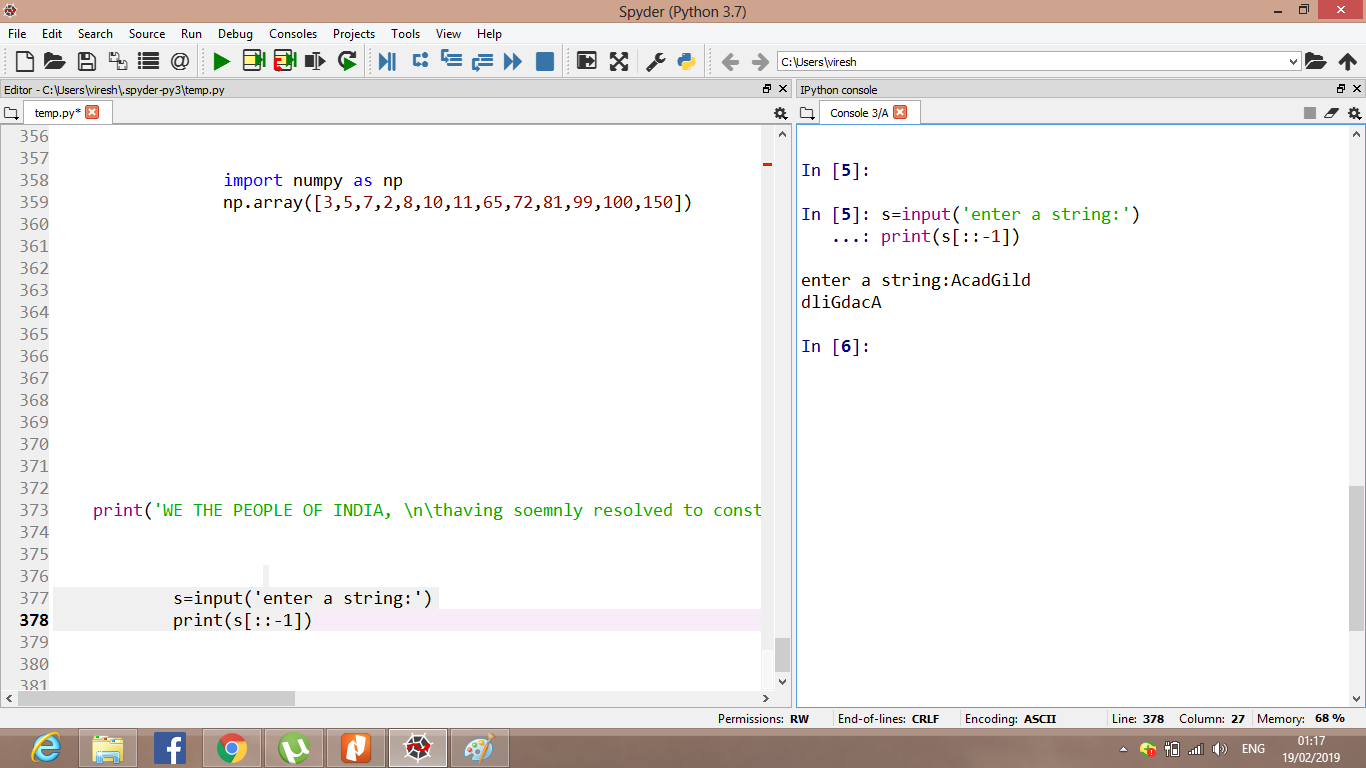 Spyder (Python 3.7)
File Edit Search Source Run Debug Consoles Projects Tools View Help
C:\Users\viresh
Editor - C:\Users\viresh\.spyder-py3\temp.py
temp.py*
356
357
358 import numpy as np
359 np.array([3,5,7,2,8,10,11,65,72,81,99,100,150])
360
361
362
363
364
365
366
367
368
369
370
371
372
373 print('WE THE PEOPLE OF INDIA, \n\thaving soemnly resolved to const
374
375
376
377 s=input('enter a string:')
378 print(s[::-1])
379
380
381
IPython console
Console 3/A
In [5]:
In [5]: s=input('enter a string:')
...: print(s[::-1])
enter a string:AcadGild
dliGdacA
In [6]:
Permissions: RW End-of-lines: CRLF Encoding: ASCII Line: 378 Column: 27 Memory: 68 %
ENG
01:17
19/02/2019